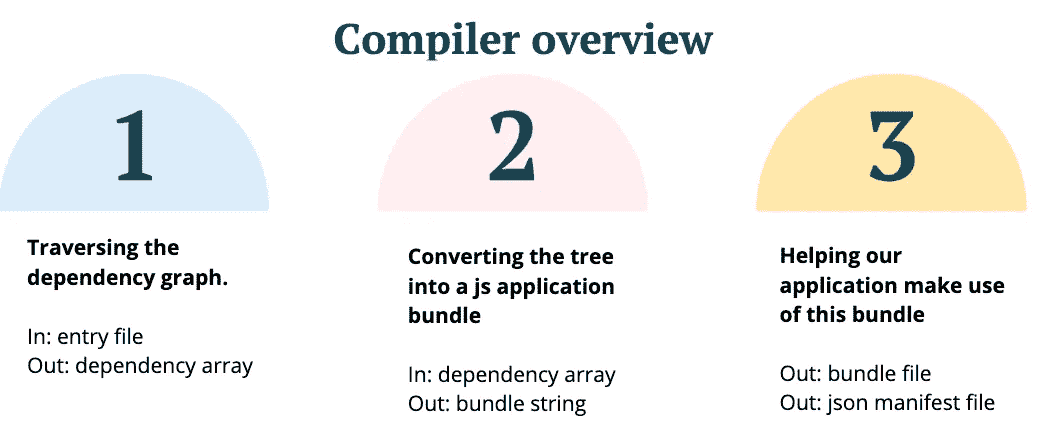 Compiler overview
1
Traversing the
dependency graph.
In: entry file
Out: dependency array
2
Converting the tree
into a js application
bundle
In: dependency array
Out: bundle string
3
Helping our
application make use
of this bundle
Out: bundle file
Out: json manifest file